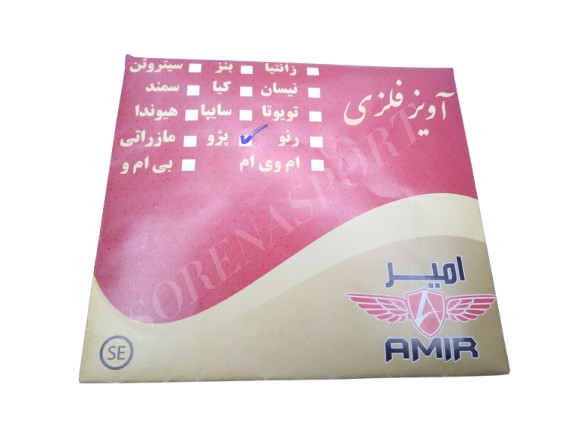 آویز فلزی
زانتیا بنز سیتروئن
نیسان کیا سمند
تویوتا سایپا هیوندا
رنو پژو مازراتی
ام وی ام بی ام و
SORENASPORT
امیر
A
AMIR
SE